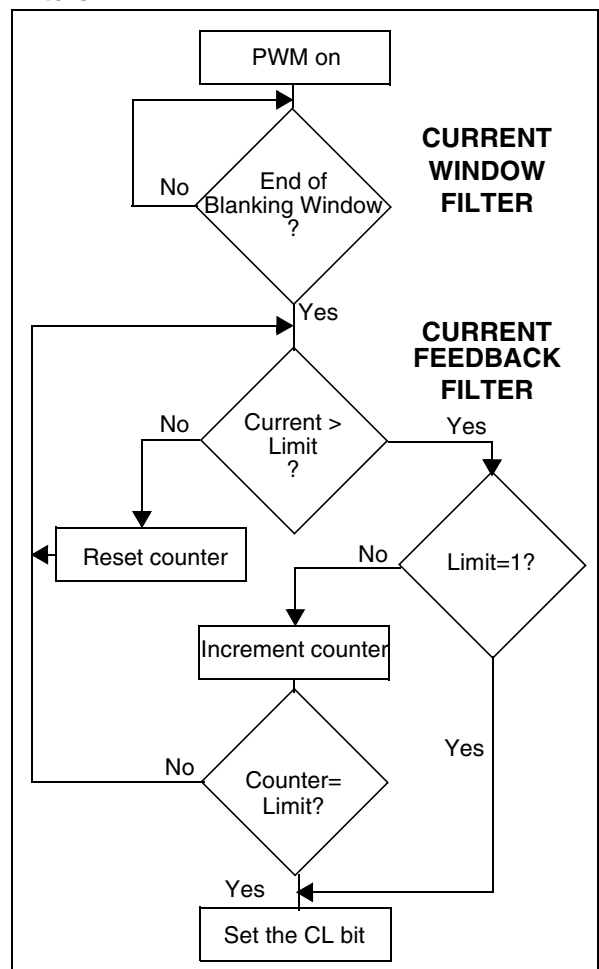 PWM on
CURRENT
WINDOW
FILTER
No
End of
Blanking Window
?
Yes
CURRENT
FEEDBACK
FILTER
No
Current >
Limit
?
Yes
Reset counter
No
Limit=1?
Increment counter
Yes
No
Counter=
Limit?
Yes
Set the CL bit